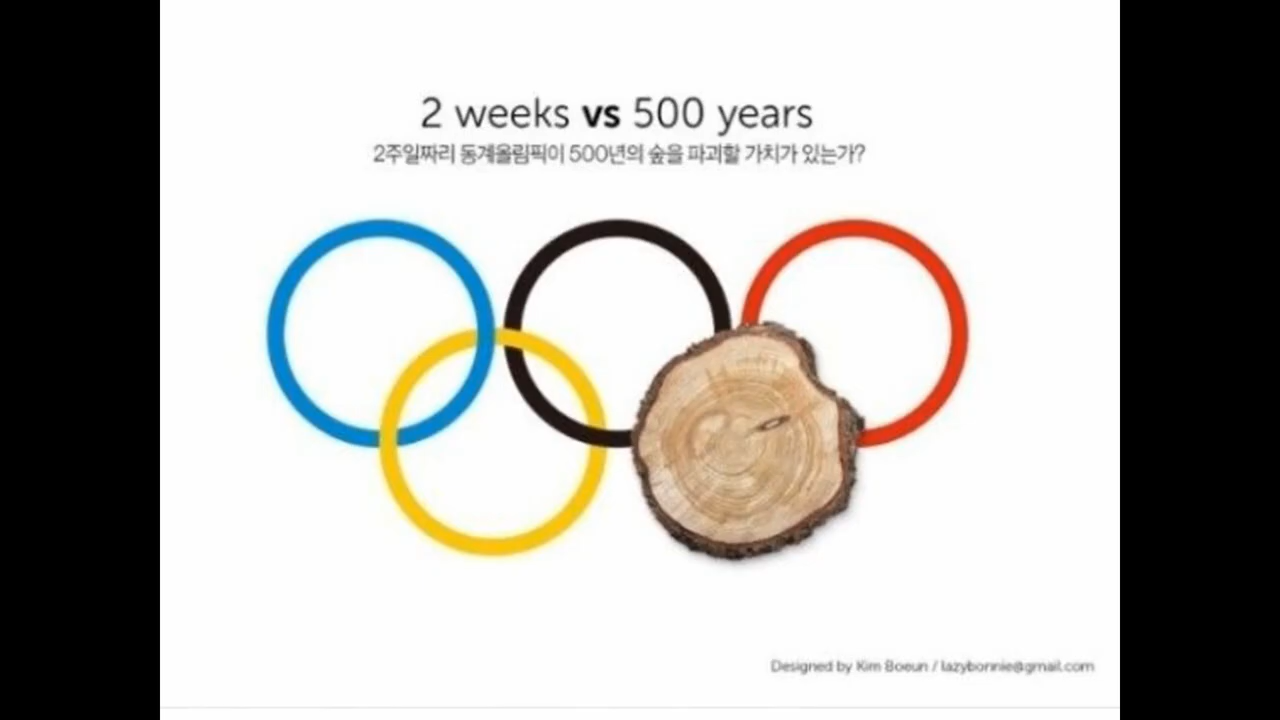 2 weeks vs 500 years
2주일짜리 동계올림픽이 500년의 숲을 파괴할 가치가 있는가?
Designed by Kim Boeun / lazybonnie@gmail.com